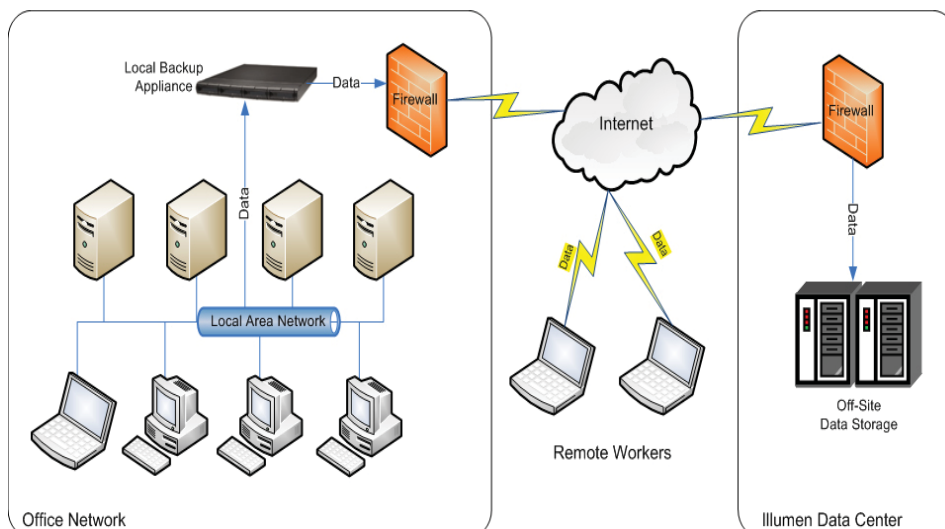 Local Backup
Appliance
Data
Firewall
Internet
Firewall
Data
Data
Data
Data
Local Area Network
Off-Site
Data Storage
Remote Workers
Office Network
Illumen Data Center